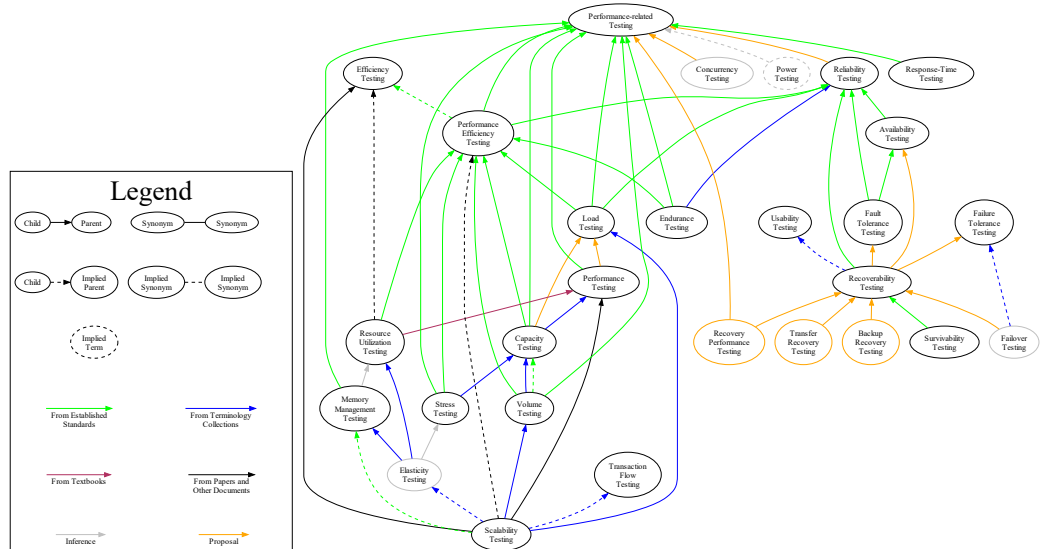 Performance-related
Testing
Efficiency
Testing
Concurrency
Testing
Power
Testing
Reliability
Testing
Response-Time
Testing
Performance
Efficiency
Testing
Availability
Testing
Legend
Child
Parent
Synonym
Synonym
Load
Testing
Endurance
Testing
Usability
Testing
Fault
Tolerance
Testing
Failure
Tolerance
Testing
Child
Implied
Parent
Implied
Synonym
Implied
Synonym
Performance
Testing
Recoverability
Testing
Implied
Term
Resource
Utilization
Testing
Capacity
Testing
Recovery
Performance
Testing
Transfer
Recovery
Testing
Backup
Recovery
Testing
Survivability
Testing
Failover
Testing
From Established
Standards
From Terminology
Collections
Memory
Management
Testing
Stress
Testing
Volume
Testing
From Textbooks
From Papers and
Other Documents
Elasticity
Testing
Transaction
Flow
Testing
Inference
Proposal
Scalability
Testing